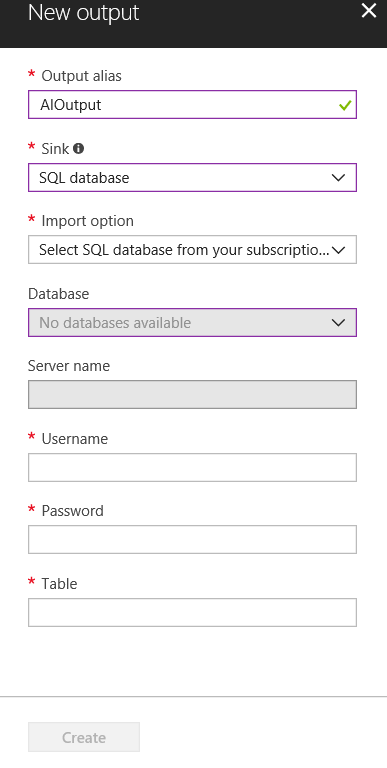 New output
* Output alias
AIOutput
* Sink
SQL database
* Import option
Select SQL database from your subscriptio...
Database
No databases available
Server name
* Username
* Password
* Table
Create